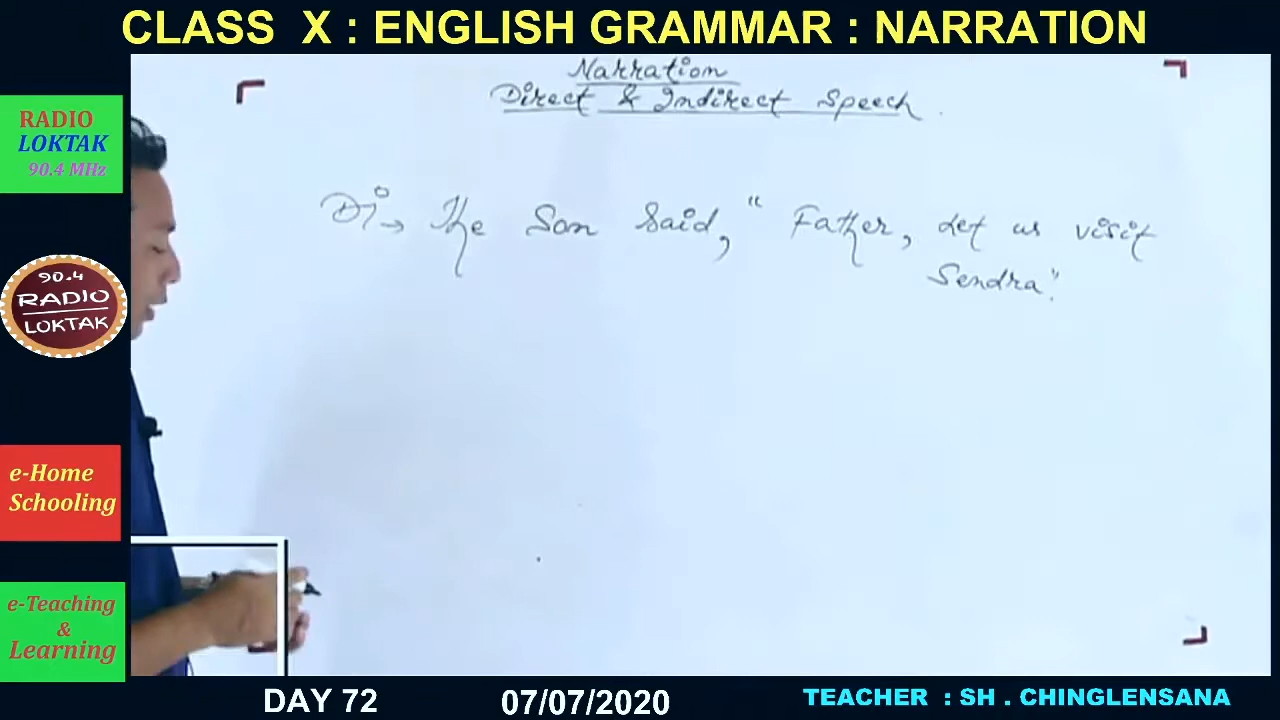 CLASS X : ENGLISH GRAMMAR : NARRATION
Narration
Direct & Indirect Speech
RADIO
LOKTAK
90.4 MHz
Di → The Son Said, " Father, Let us visit
Sendra".
90.4
RADIO
LOKTAK
e-Home
Schooling
e-Teaching
&
Learning
DAY 72
07/07/2020
TEACHER : SH . CHINGLENSANA